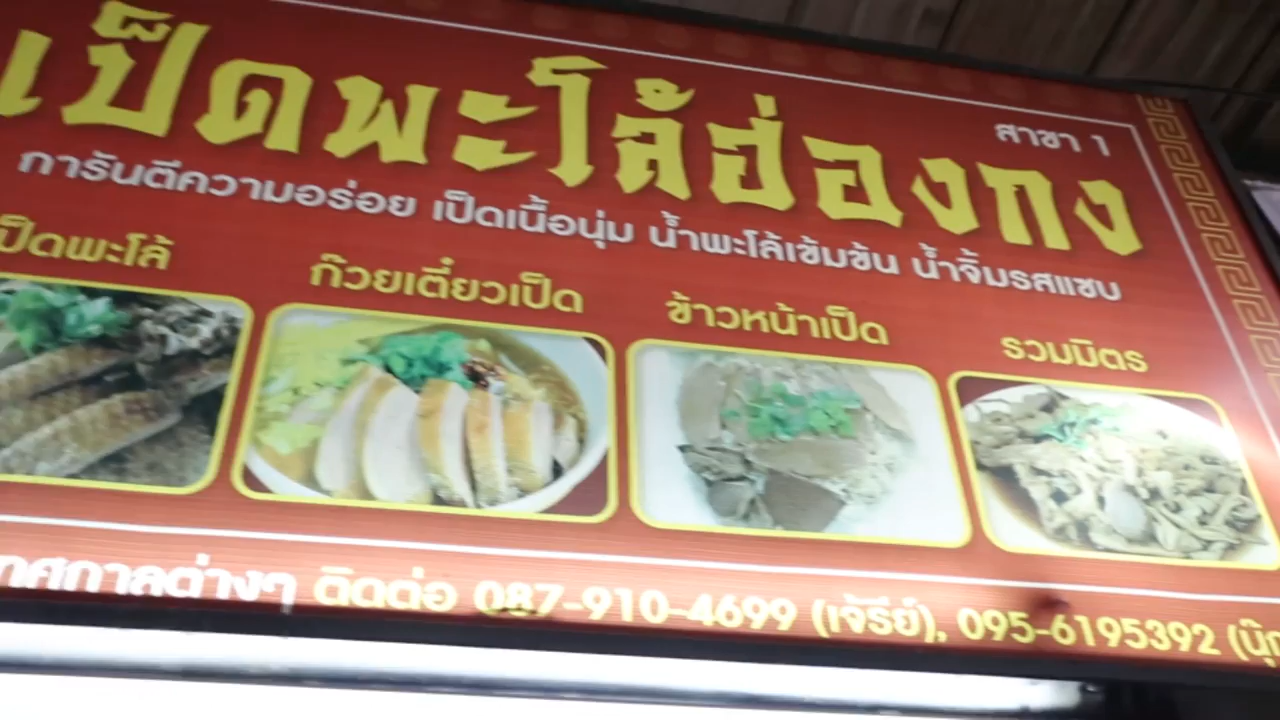 เป็ดพะโล้ฮ่องกง
สาขา 1
การันตีความอร่อย เป็ดเนื้อนุ่ม น้ำพะโล้เข้มข้น น้ำจิ้มรสแซบ
เป็ดพะโล้
ก๊วยเตี๋ยวเป็ด
ข้าวหน้าเป็ด
รวมมิตร
เทศกาลต่างๆ ติดต่อ 087-910-4699 (เจ้รีย์), 095-6195392